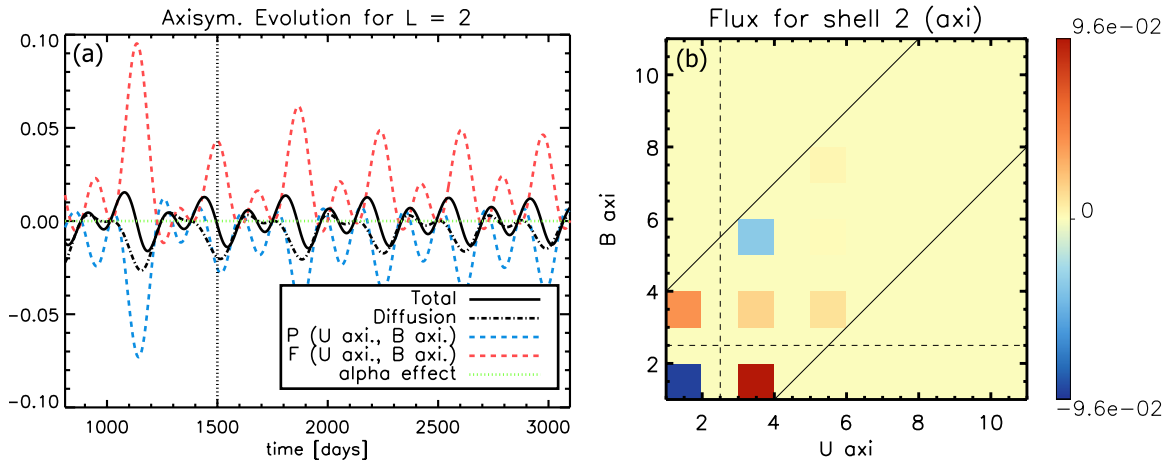 Axisym. Evolution for L = 2
(a)
0.10
0.05
0.00
-0.05
-0.10
1000
1500
2000
2500
3000
time [days]
Total
Diffusion
P (U axi., B axi.)
F (U axi., B axi.)
alpha effect
Flux for shell 2 (axi)
(b)
10
8
6
4
2
B axi
2
4
6
8
10
U axi
9.6e-02
0
-9.6e-02